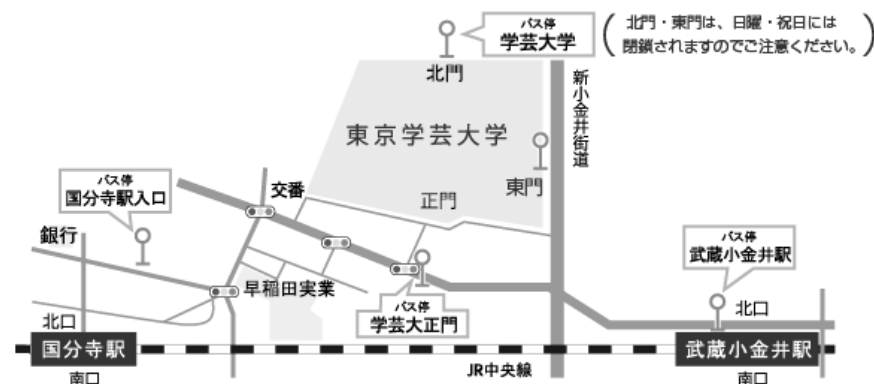 バス停
学芸大学
北門・東門は、日曜・祝日には
閉鎖されますのでご注意ください。
北門
新小金井街道
東京学芸大学
東門
正門
バス停
国分寺駅入口
交番
銀行
バス停
武蔵小金井駅
早稲田実業
バス停
学芸大正門
北口
北口
国分寺駅
武蔵小金井駅
JR中央線
南口
南口